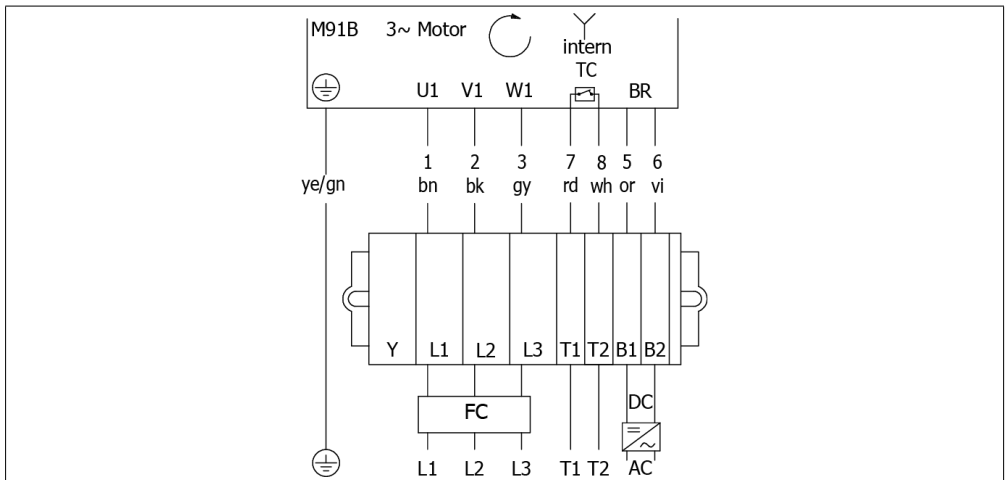 M91B 3~ Motor
intern
TC
U1 V1 W1 BR
1 2 3 7 8 5 6
ye/gn bn bk gy rd wh or vi
Y L1 L2 L3 T1 T2 B1 B2
FC DC
L1 L2 L3 T1 T2 AC